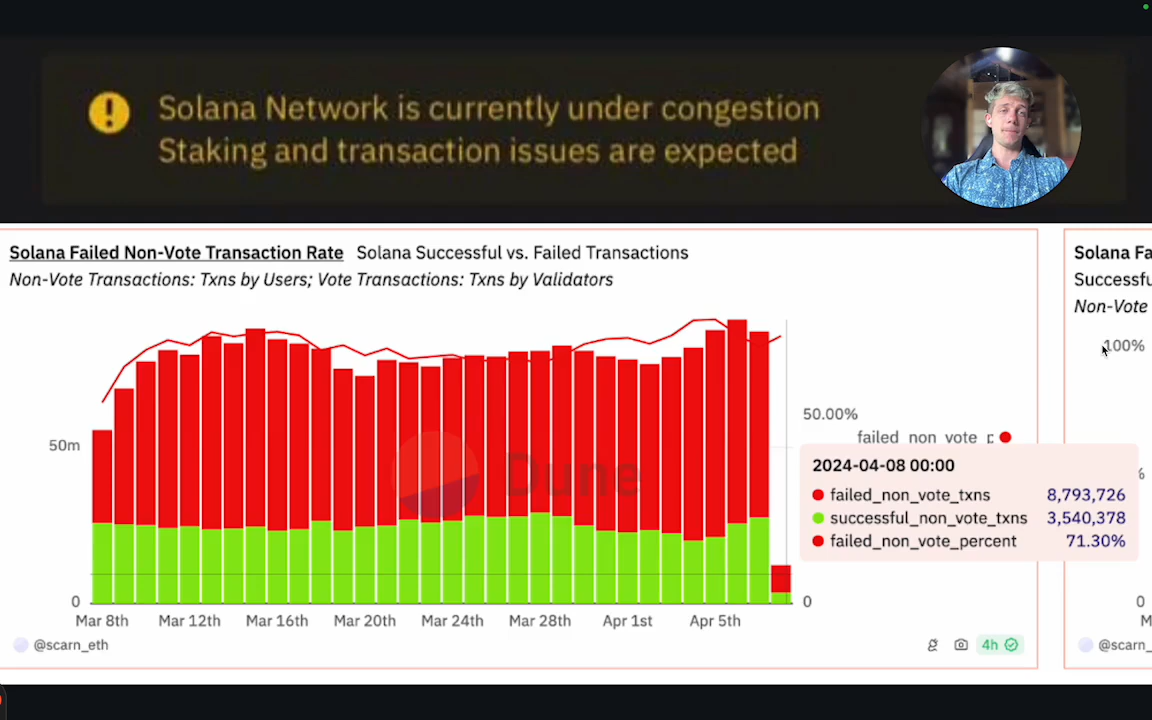 Solana Network is currently under congestion
Staking and transaction issues are expected
Solana Failed Non-Vote Transaction Rate Solana Successful vs. Failed Transactions
Non-Vote Transactions: Txns by Users; Vote Transactions: Txns by Validators
50m
0
Mar 8th Mar 12th Mar 16th Mar 20th Mar 24th Mar 28th Apr 1st Apr 5th
Dune
50.00%
failed_non_vote_p
2024-04-08 00:00
failed_non_vote_txns 8,793,726
successful_non_vote_txns 3,540,378
failed_non_vote_percent 71.30%
0
@scarn_eth
4h
Solana Fa
Successfu
Non-Vote
100%
%
0
M
@scarn_